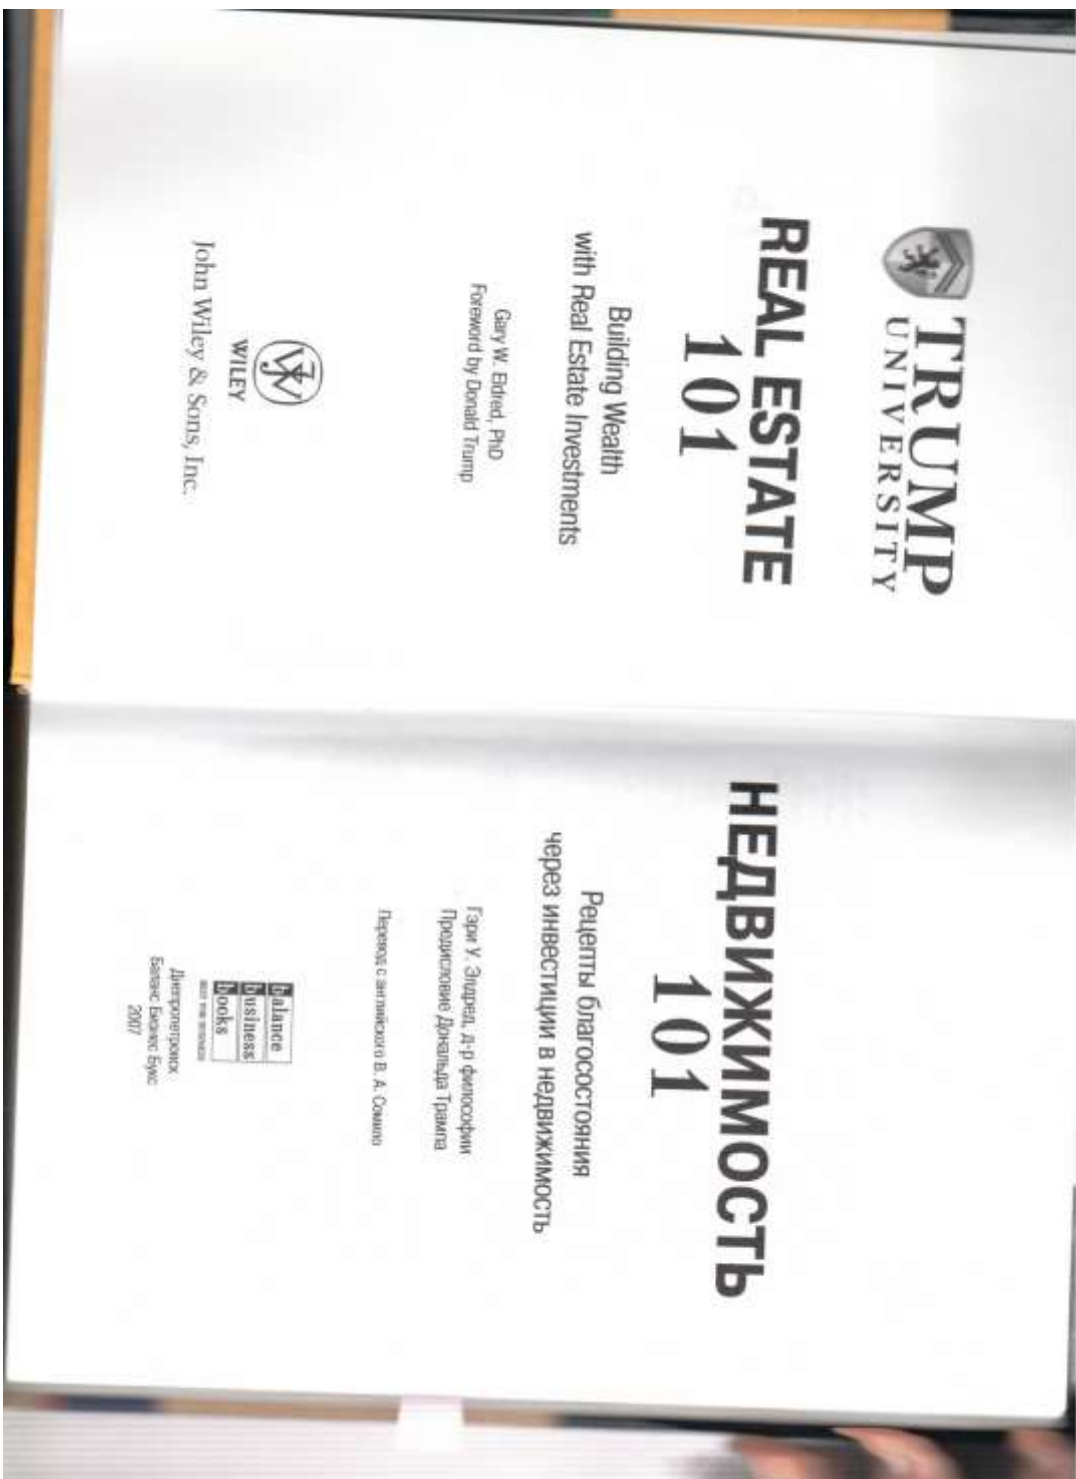 TRUMP
UNIVERSITY
REAL ESTATE
101
Building Wealth
with Real Estate Investments
Gary W. Eldred, PhD
Foreword by Donald Trump
WILEY
John Wiley & Sons, Inc.
НЕДВИЖИМОСТЬ
101
Рецепты благосостояния
через инвестиции в недвижимость
Гэри У. Элдред, д-р философии
Предисловие Дональда Трампа
Перевод с английского В. А.
balance
business
books
Днепропетровск
Баланс Бизнес Букс
2007